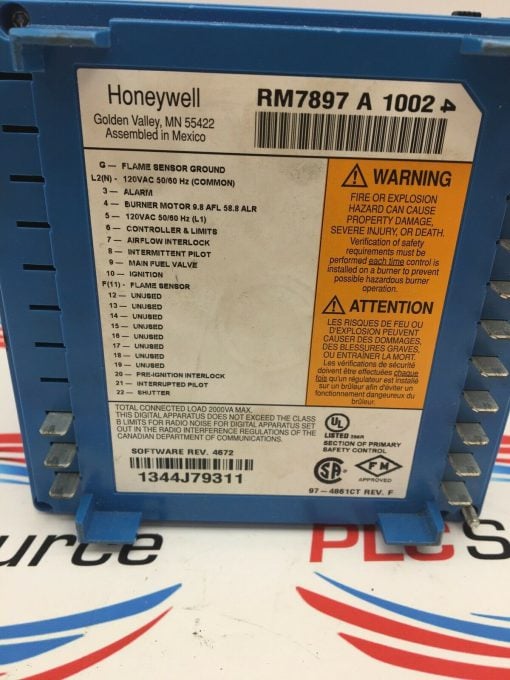 Honeywell
Golden Valley, MN 55422
Assembled in Mexico
RM7897 A 1002 4
G — FLAME SENSOR GROUND
L2(N) - 120VAC 50/60 Hz (COMMON)
3 — ALARM
4 — BURNER MOTOR 9.8 AFL 58.8 ALR
5 — 120VAC 50/60 Hz (L1)
6 — CONTROLLER & LIMITS
7 — AIRFLOW INTERLOCK
8 — INTERMITTENT PILOT
9 — MAIN FUEL VALVE
10 — IGNITION
F(11) - FLAME SENSOR
12 — UNUSED
13 — UNUSED
14 — UNUSED
15 — UNUSED
16 — UNUSED
17 — UNUSED
18 — UNUSED
19 — UNUSED
20 — PRE-IGNITION INTERLOCK
21 — INTERRUPTED PILOT
22 — SHUTTER
WARNING
FIRE OR EXPLOSION
HAZARD CAN CAUSE
PROPERTY DAMAGE,
SEVERE INJURY, OR DEATH.
Verification of safety
requirements must be
performed each time control is
installed on a burner to prevent
possible hazardous burner
operation.
ATTENTION
LES RISQUES DE FEU OU
D'EXPLOSION PEUVENT
CAUSER DES DOMMAGES,
DES BLESSURES GRAVES,
OU ENTRAÎNER LA MORT.
Les vérifications de sécurité
doivent être effectuées chaque
fois qu'un régulateur est installé
sur un brûleur afin d'éviter un
fonctionnement dangereux du
brûleur.
TOTAL CONNECTED LOAD 2000VA MAX.
THIS DIGITAL APPARATUS DOES NOT EXCEED THE CLASS
B LIMITS FOR RADIO NOISE FOR DIGITAL APPARATUS SET
OUT IN THE RADIO INTERFERENCE REGULATIONS OF THE
CANADIAN DEPARTMENT OF COMMUNICATIONS.
SOFTWARE REV. 4672
1344J79311
UL
LISTED
SECTION OF PRIMARY
SAFETY CONTROL
SA
FM
APPROVED
97-4861CT REV. F
Source
PLC S